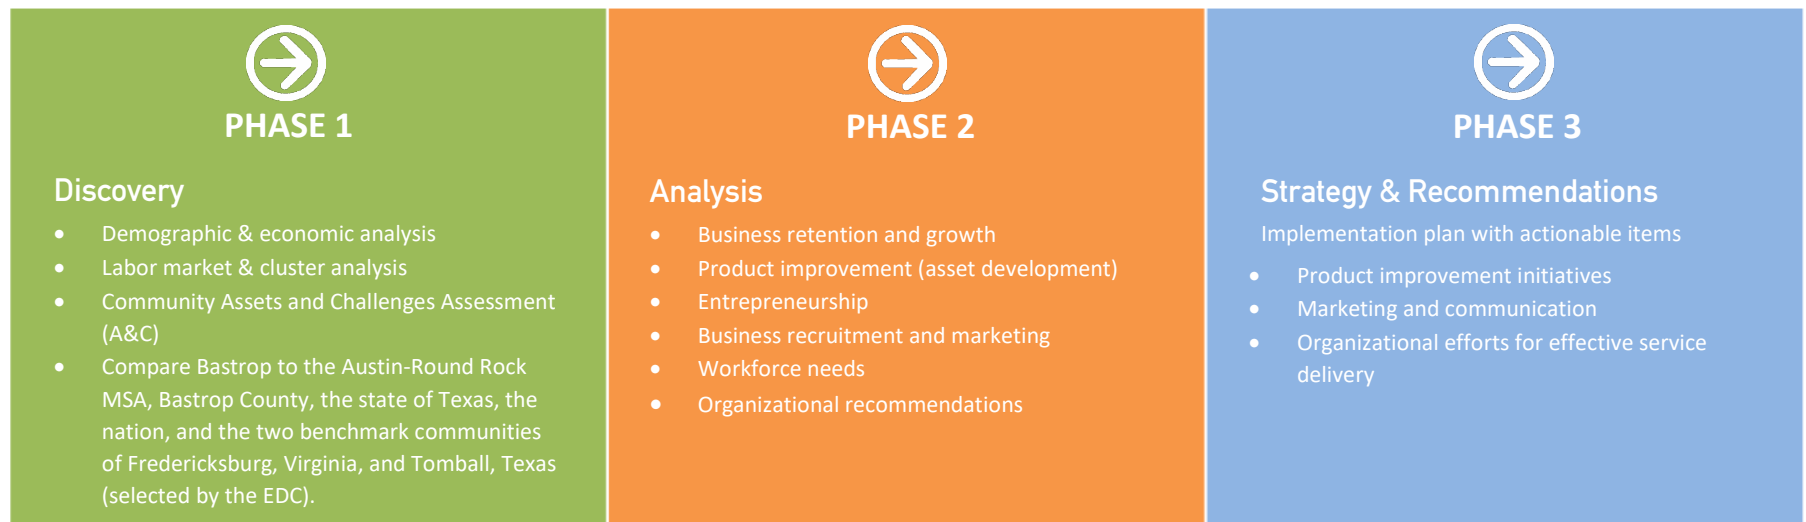 PHASE 1
Discovery
• Demographic & economic analysis
• Labor market & cluster analysis
• Community Assets and Challenges Assessment
(A&C)
• Compare Bastrop to the Austin-Round Rock
MSA, Bastrop County, the state of Texas, the
nation, and the two benchmark communities
of Fredericksburg, Virginia, and Tomball, Texas
(selected by the EDC).
PHASE 2
Analysis
• Business retention and growth
• Product improvement (asset development)
• Entrepreneurship
• Business recruitment and marketing
• Workforce needs
• Organizational recommendations
PHASE 3
Strategy & Recommendations
Implementation plan with actionable items
• Product improvement initiatives
• Marketing and communication
• Organizational efforts for effective service
delivery